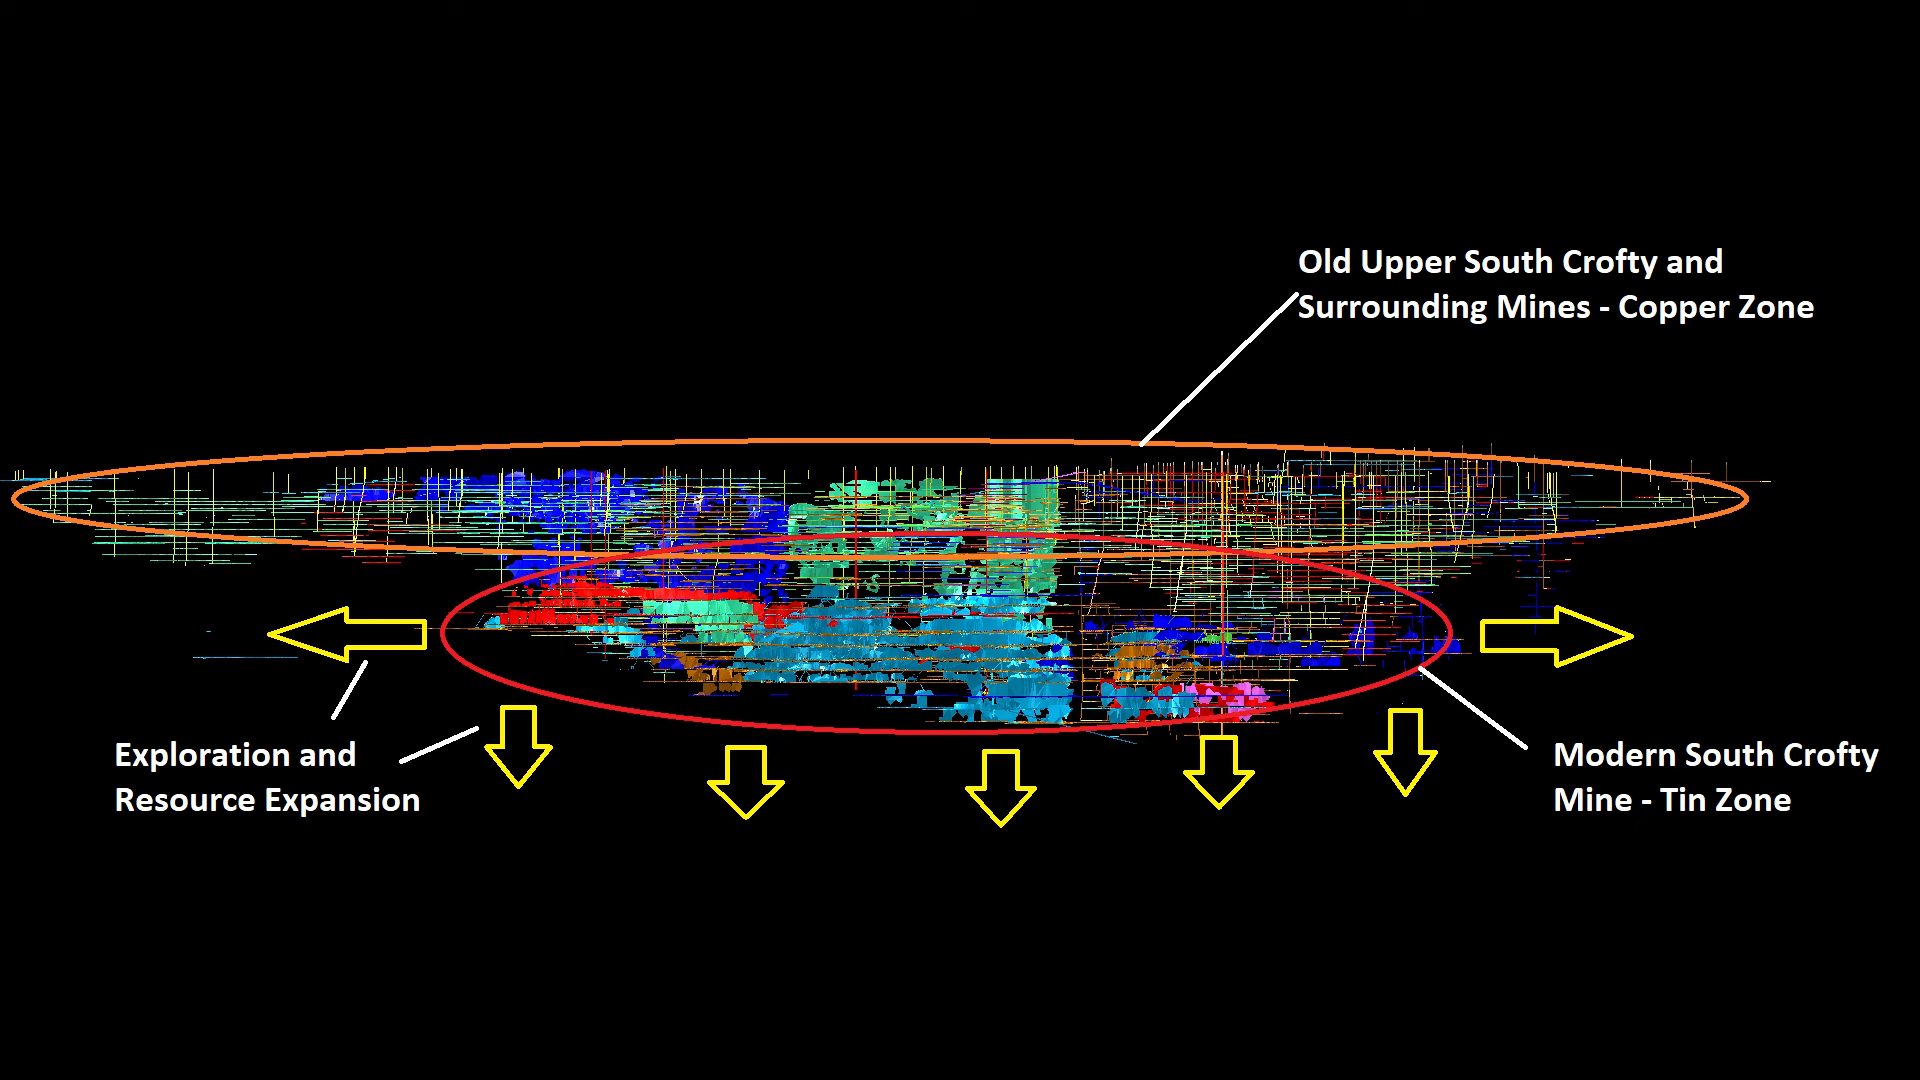 Old Upper South Crofty and
Surrounding Mines - Copper Zone
Exploration and
Resource Expansion
Modern South Crofty
Mine - Tin Zone